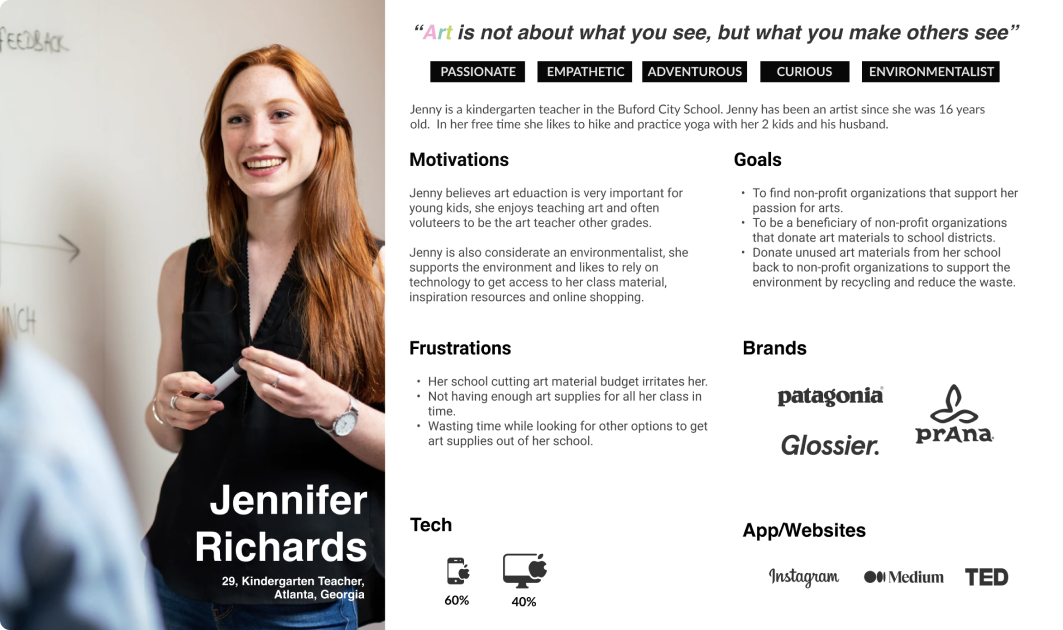 FEEDBACK
NCH
Jennifer
Richards
29, Kindergarten Teacher,
Atlanta, Georgia
“Art is not about what you see, but what you make others see”
PASSIONATE EMPATHETIC ADVENTUROUS CURIOUS ENVIRONMENTALIST
Jenny is a kindergarten teacher in the Buford City School. Jenny has been an artist since she was 16 years
old. In her free time she likes to hike and practice yoga with her 2 kids and his husband.
Motivations
Jenny believes art eduaction is very important for
young kids, she enjoys teaching art and often
voluteers to be the art teacher other grades.
Jenny is also considerate an environmentalist, she
supports the environment and likes to rely on
technology to get access to her class material,
inspiration resources and online shopping.
Goals
• To find non-profit organizations that support her
passion for arts.
• To be a beneficiary of non-profit organizations
that donate art materials to school districts.
• Donate unused art materials from her school
back to non-profit organizations to support the
environment by recycling and reduce the waste.
Frustrations
• Her school cutting art material budget irritates her.
• Not having enough art supplies for all her class in
time.
• Wasting time while looking for other options to get
art supplies out of her school.
Brands
patagonia®
Glossier.
prAna
Tech
60%
40%
App/Websites
Instagram
Medium
TED